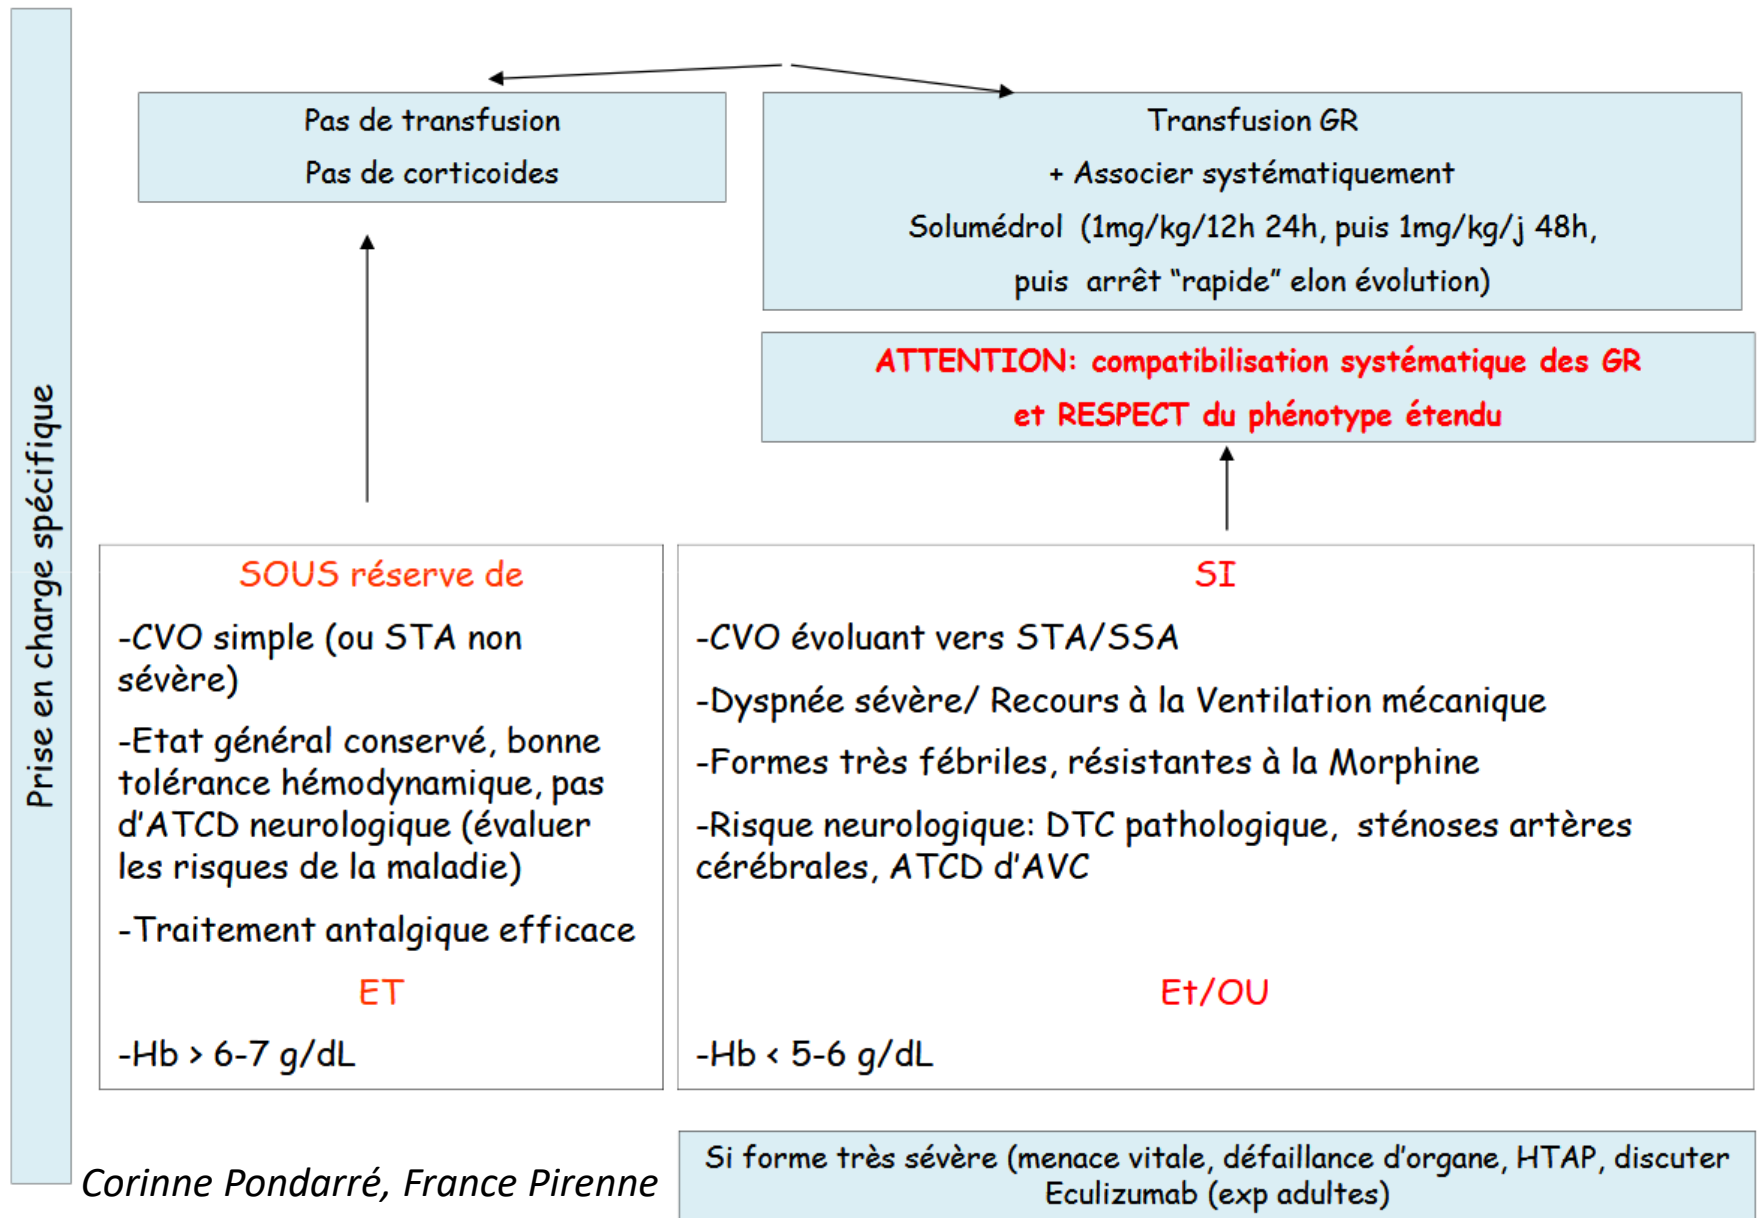 Prise en charge spécifique
Pas de transfusion
Pas de corticoides
Transfusion GR
+ Associer systématiquement
Solumédrol (1mg/kg/12h 24h, puis 1mg/kg/j 48h,
puis arrêt “rapide” elon évolution)
ATTENTION: compatibilisation systématique des GR
et RESPECT du phénotype étendu
SOUS réserve de
-CVO simple (ou STA non
sévère)
-Etat général conservé, bonne
tolérance hémodynamique, pas
d'ATCD neurologique (évaluer
les risques de la maladie)
-Traitement antalgique efficace
ET
-Hb > 6-7 g/dL
SI
-CVO évoluant vers STA/SSA
-Dyspnée sévère/ Recours à la Ventilation mécanique
-Formes très fébriles, résistantes à la Morphine
-Risque neurologique: DTC pathologique, sténoses artères
cérébrales, ATCD d'AVC
Et/OU
-Hb < 5-6 g/dL
Si forme très sévère (menace vitale, défaillance d'organe, HTAP, discuter
Eculizumab (exp adultes)
Corinne Pondarré, France Pirenne